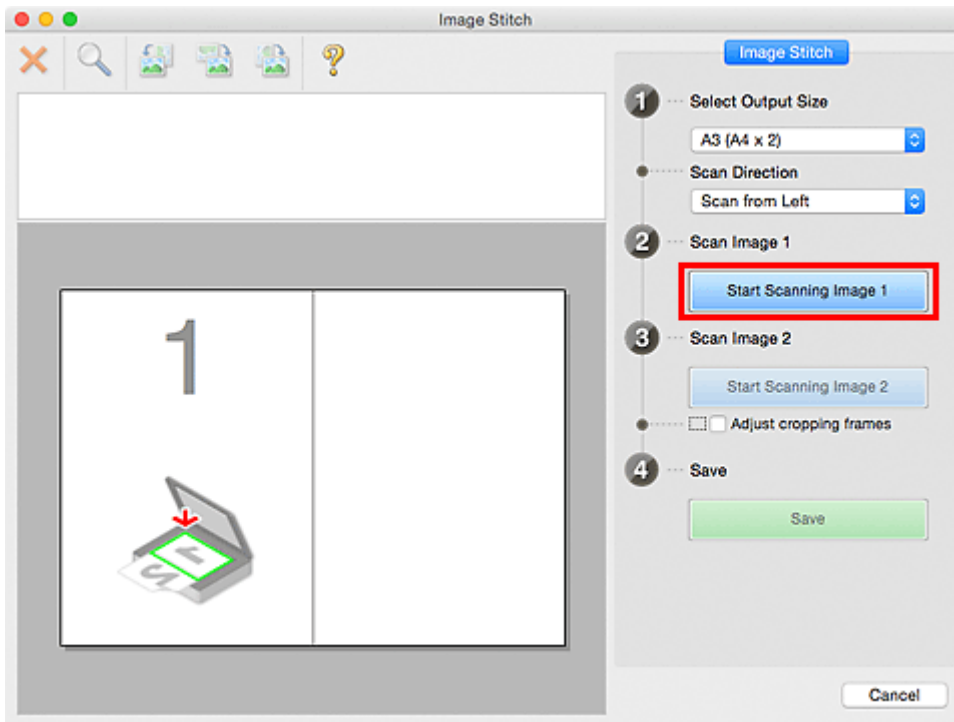 Image Stitch
Image Stitch
1 Select Output Size
A3 (A4 x 2)
Scan Direction
Scan from Left
2 Scan Image 1
Start Scanning Image 1
3 Scan Image 2
Start Scanning Image 2
Adjust cropping frames
4 Save
Save
1
1
2
Cancel